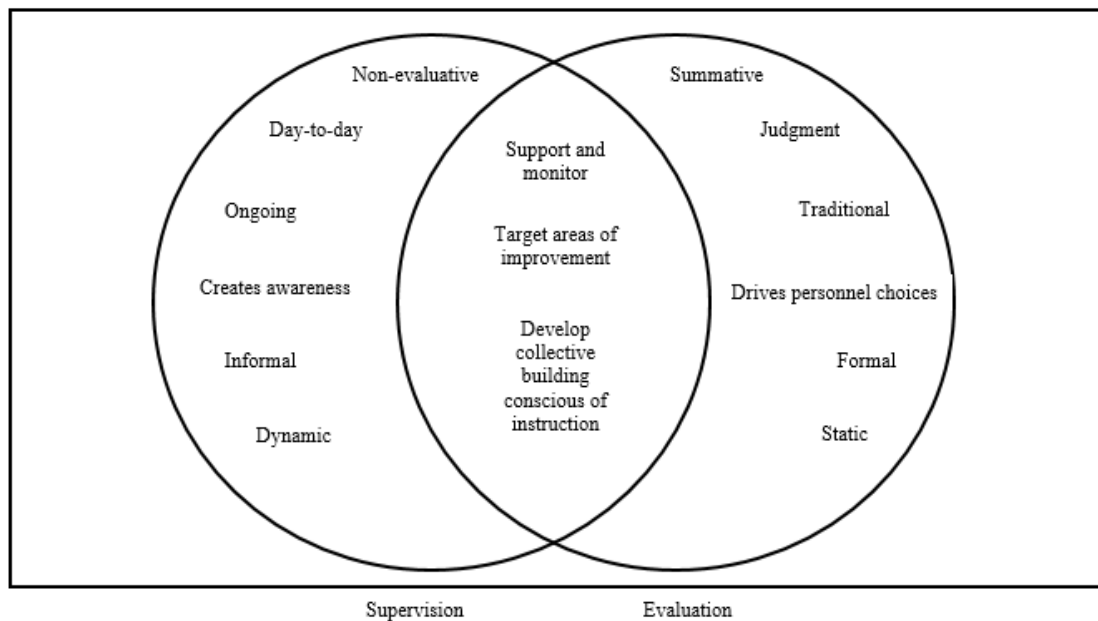 Non-evaluative
Day-to-day
Ongoing
Creates awareness
Informal
Dynamic
Support and
monitor
Target areas of
improvement
Develop
collective
building
conscious of
instruction
Summative
Judgment
Traditional
Drives personnel choices
Formal
Static
Supervision
Evaluation